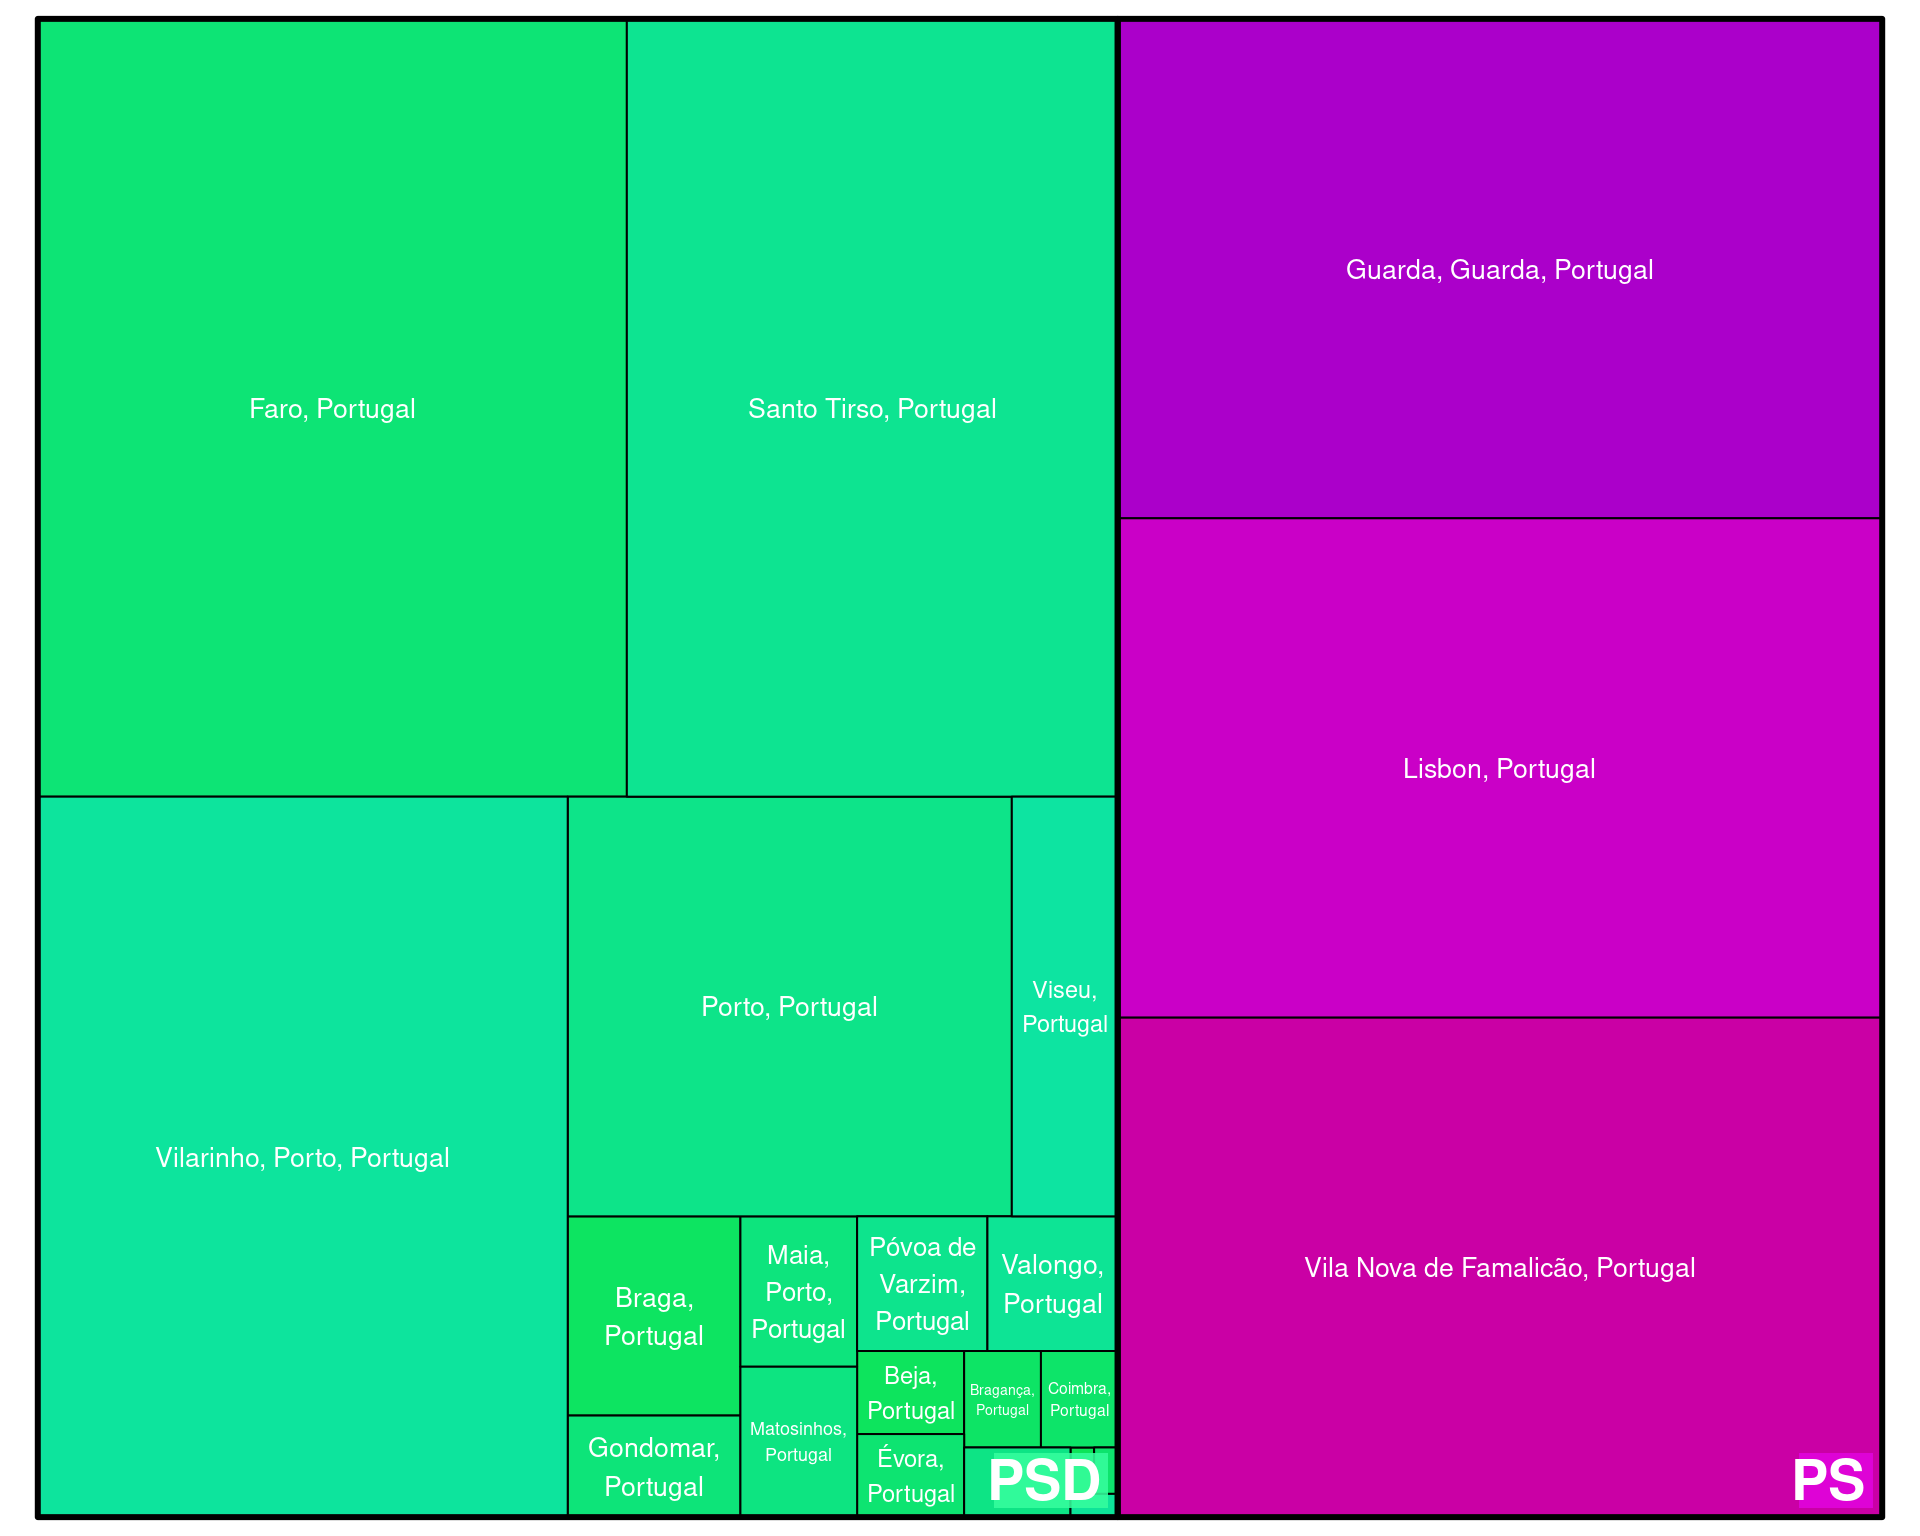 Faro, Portugal
Santo Tirso, Portugal
Guarda, Guarda, Portugal
Lisbon, Portugal
Vila Nova de Famalicão, Portugal
Vilarinho, Porto, Portugal
Porto, Portugal
Viseu,
Portugal
Braga,
Portugal
Maia,
Porto,
Portugal
Póvoa de
Varzim,
Portugal
Valongo,
Portugal
Gondomar,
Portugal
Matosinhos,
Portugal
Beja,
Portugal
Bragança,
Portugal
Coimbra,
Portugal
Évora,
Portugal
PSD
PS